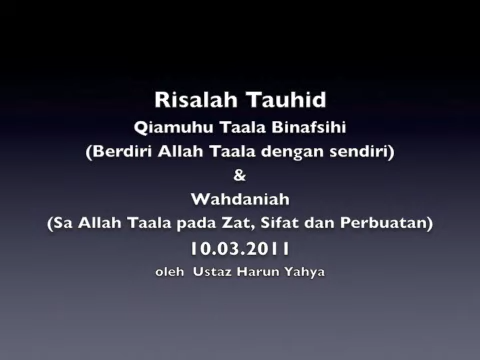 Risalah Tauhid
Qiamuhu Taala Binafsihi
(Berdiri Allah Taala dengan sendiri)
&
Wahdaniah
(Sa Allah Taala pada Zat, Sifat dan Perbuatan)
10.03.2011
oleh Ustaz Harun Yahya